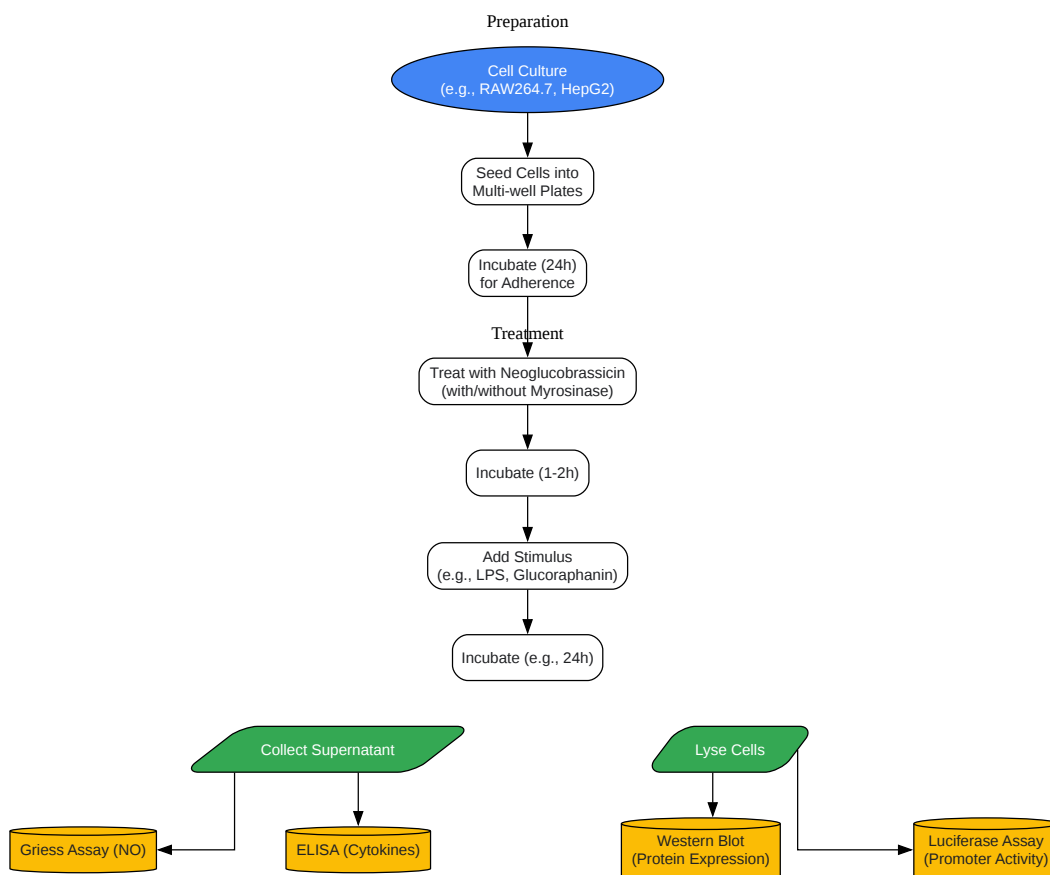 Preparation
Cell Culture
(e.g., RAW264.7, HepG2)
Seed Cells into
Multi-well Plates
Incubate (24h)
for Adherence
Treatment
Treat with Neoglucobrassicin
(with/without Myrosinase)
Incubate (1-2h)
Add Stimulus
(e.g., LPS, Glucoraphanin)
Incubate (e.g., 24h)
Collect Supernatant
Lyse Cells
Griess Assay (NO)
ELISA (Cytokines)
Western Blot
(Protein Expression)
Luciferase Assay
(Promoter Activity)